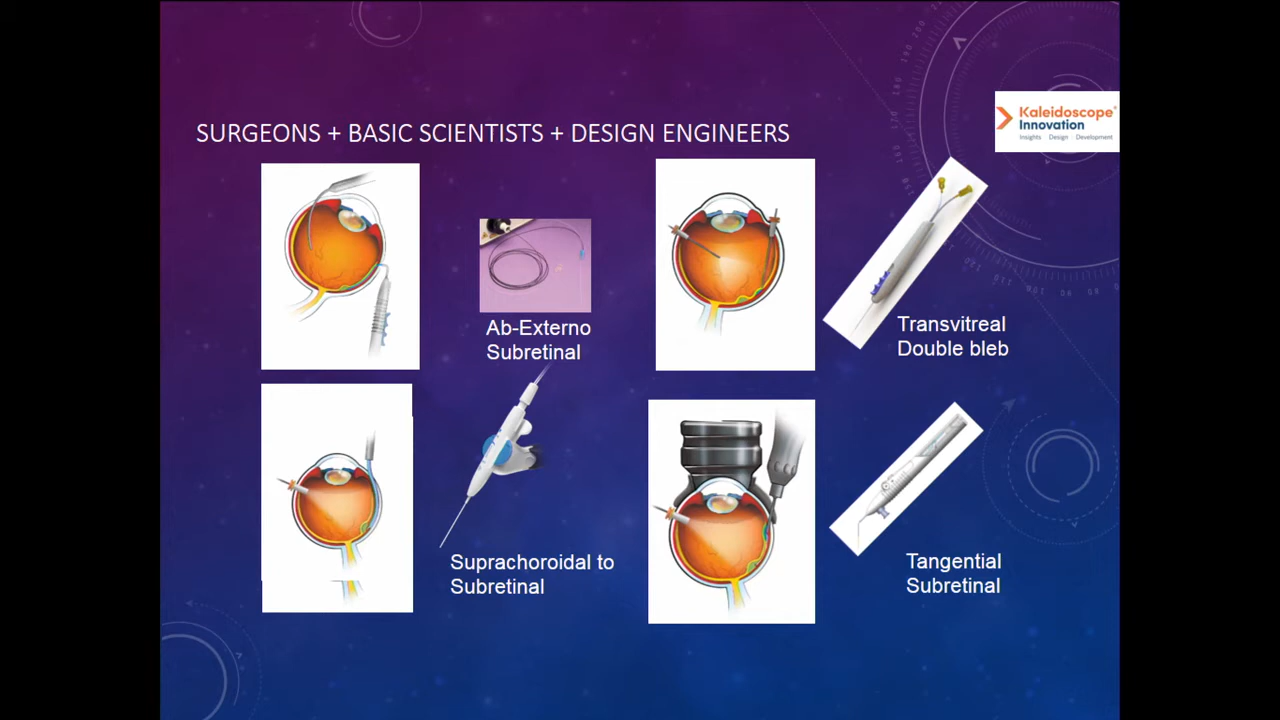 SURGEONS + BASIC SCIENTISTS + DESIGN ENGINEERS
Kaleidoscope
Innovation
Insights Design Development
Ab-Externo
Subretinal
Transvitreal
Double bleb
Suprachoroidal to
Subretinal
Tangential
Subretinal